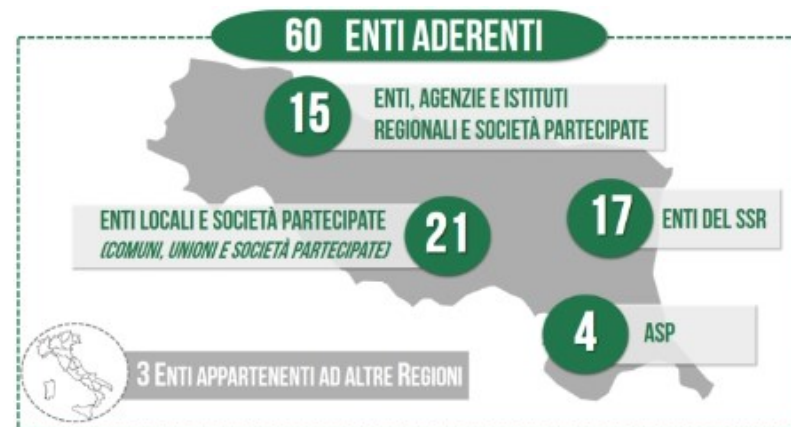 60 ENTI ADERENTI
15
ENTI, AGENZIE E ISTITUTI
REGIONALI E SOCIETÀ PARTECIPATE
ENTI LOCALI E SOCIETÀ PARTECIPATE
(COMUNI, UNIONI E SOCIETÀ PARTECIPATE)
21
17
ENTI DEL SSR
4
ASP
3 ENTI APPARTENENTI AD ALTRE REGIONI